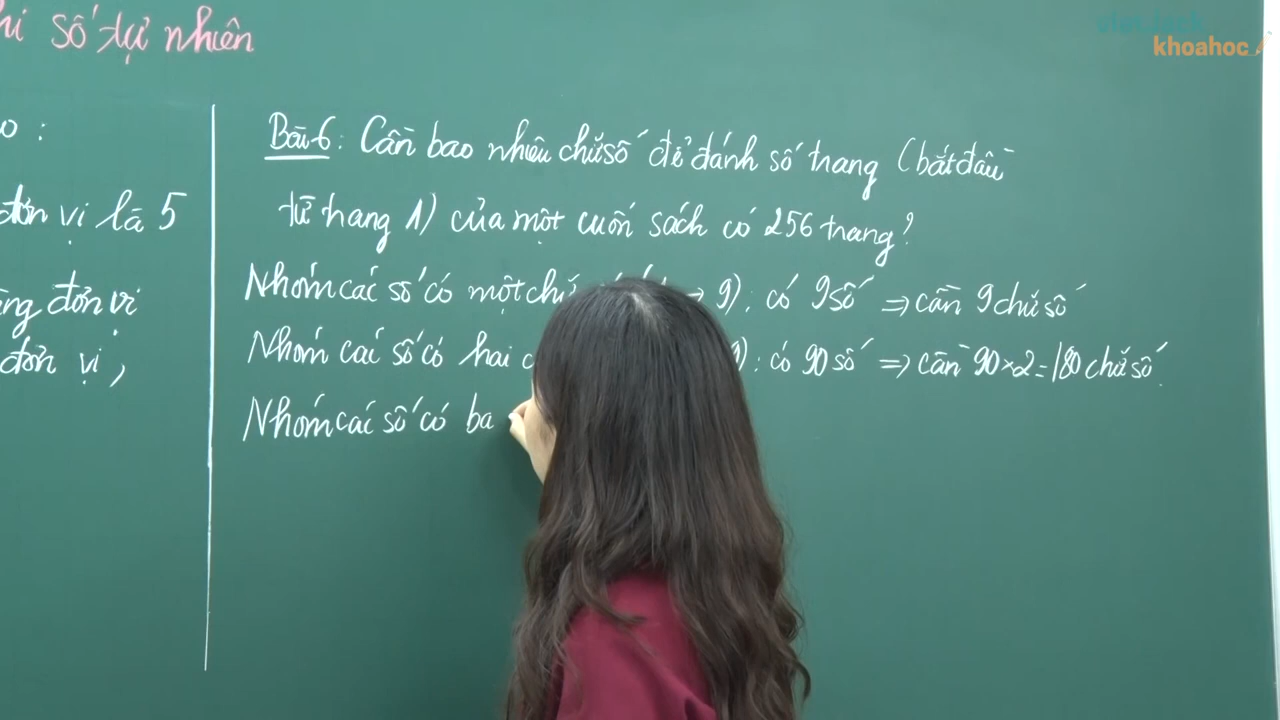 số tự nhiên
khoahoc
đơn vị là 5
đơn vị
đơn vị,
Bài 6: Cần bao nhiêu chữ số để đánh số trang (bắt đầu
từ trang 1) của một cuốn sách có 256 trang?
Nhóm các số có một chữ → 9): có 9 số ⇒ cần 9 chữ số
Nhóm các số có hai có 90 số ⇒ cần 90×2=180 chữ số.
Nhóm các số có ba